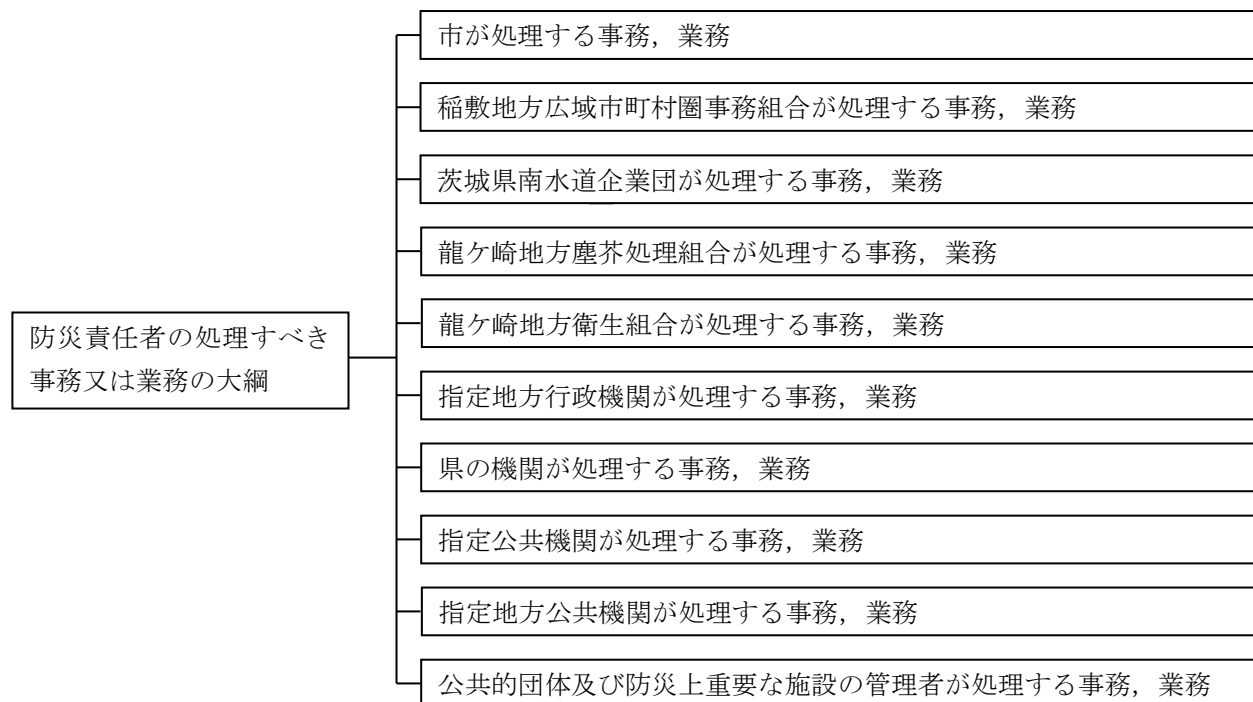 市が処理する事務，業務
稲敷地方広域市町村圏事務組合が処理する事務，業務
茨城県南水道企業団が処理する事務，業務
龍ケ崎地方塵芥処理組合が処理する事務，業務
防災責任者の処理すべき
事務又は業務の大綱
龍ケ崎地方衛生組合が処理する事務，業務
指定地方行政機関が処理する事務，業務
県の機関が処理する事務，業務
指定公共機関が処理する事務，業務
指定地方公共機関が処理する事務，業務
公共的団体及び防災上重要な施設の管理者が処理する事務，業務